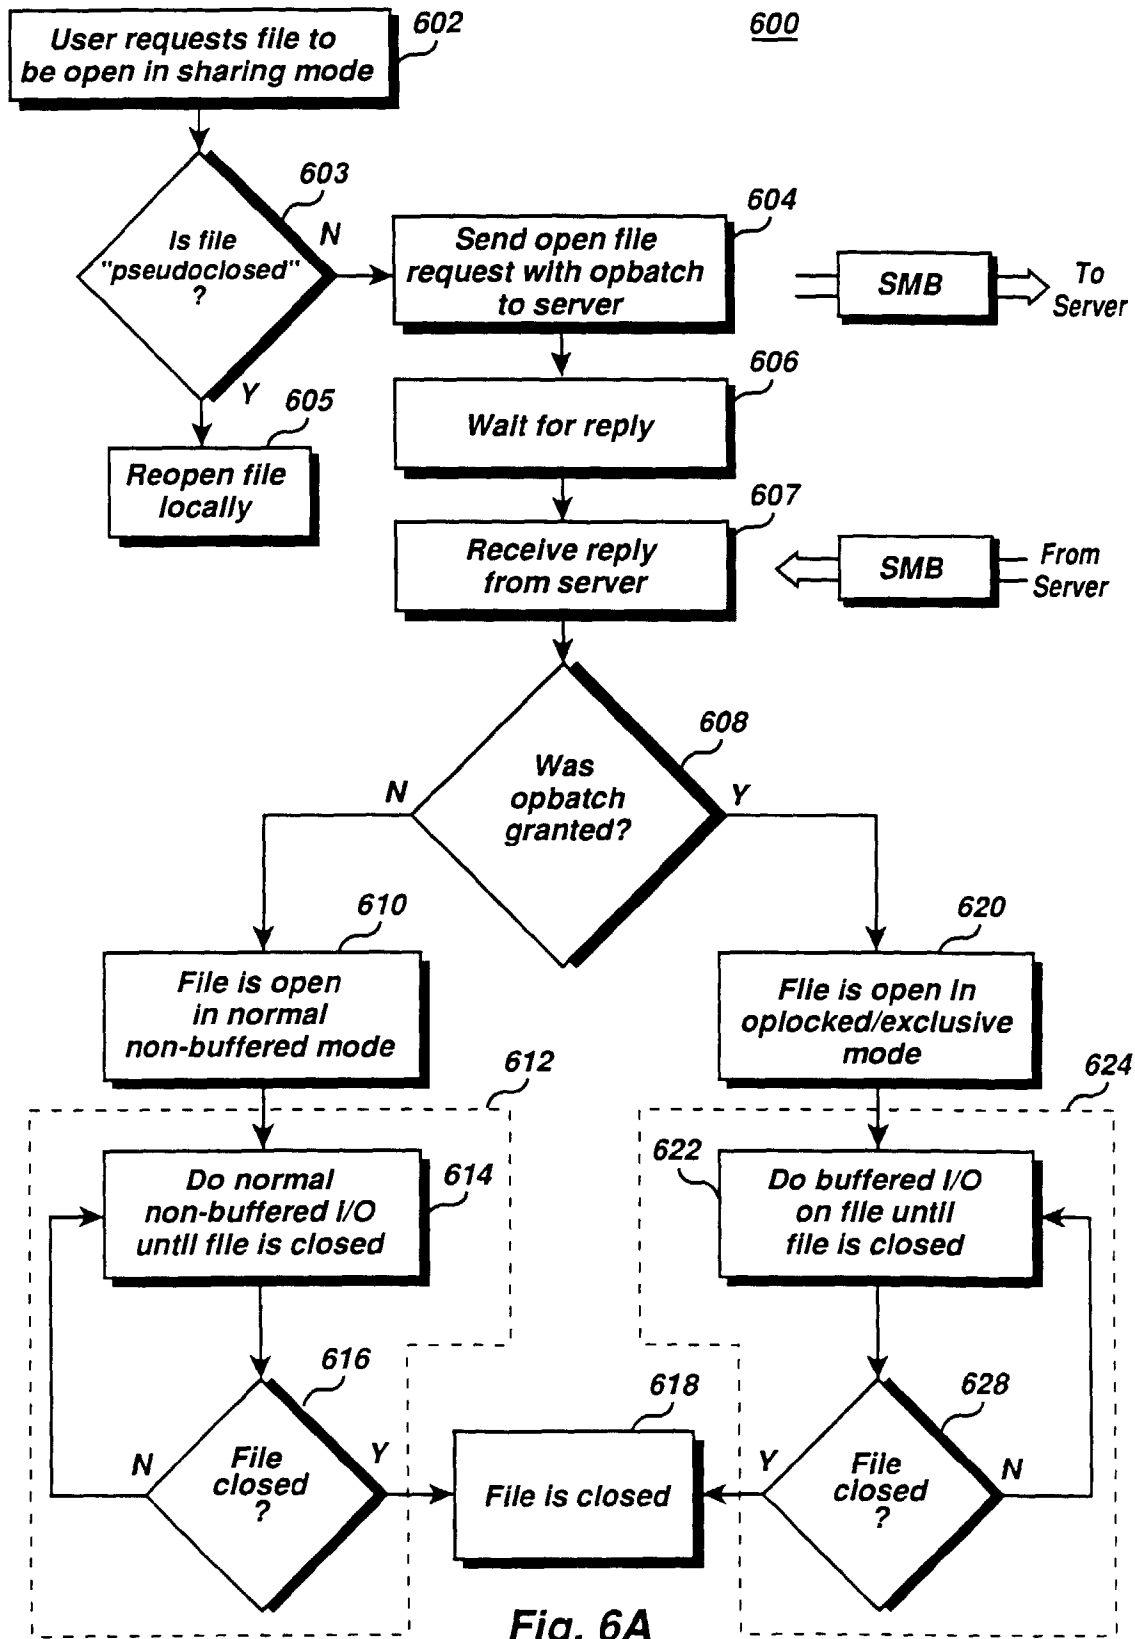 600
602
User requests file to
be open in sharing mode
603
Is file
"pseudoclosed"
?
N
Y
604
Send open file
request with opbatch
to server
SMB
To
Server
605
Reopen file
locally
606
Wait for reply
607
Receive reply
from server
SMB
From
Server
608
Was
opbatch
granted?
N
Y
610
File is open
in normal
non-buffered mode
620
File is open in
oplocked/exclusive
mode
612
624
614
Do normal
non-buffered I/O
until file is closed
622
Do buffered I/O
on file until
file is closed
616
File
closed
?
N
Y
618
File is closed
628
File
closed
?
Y
N
Fig. 6A